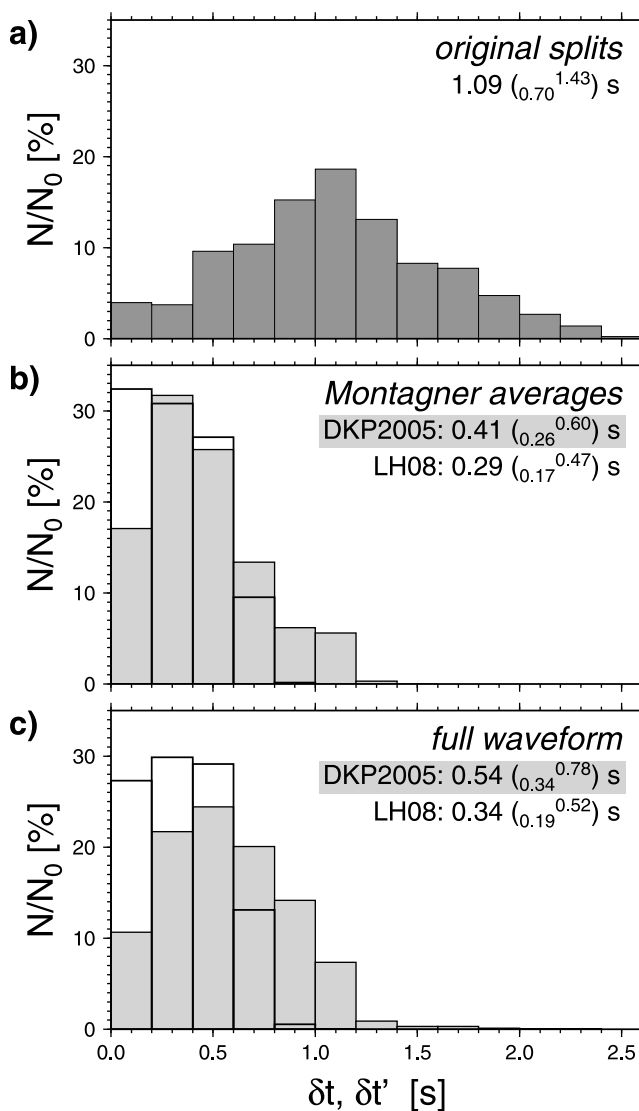 a)
original splits
1.09 (0.70 1.43) s
N/N0 [%]
30
20
10
0
b)
Montagner averages
DKP2005: 0.41 (0.26 0.60) s
LH08: 0.29 (0.17 0.47) s
N/N0 [%]
30
20
10
0
c)
full waveform
DKP2005: 0.54 (0.34 0.78) s
LH08: 0.34 (0.19 0.52) s
N/N0 [%]
30
20
10
0
0.0 0.5 1.0 1.5 2.0 2.5
δt, δt' [s]